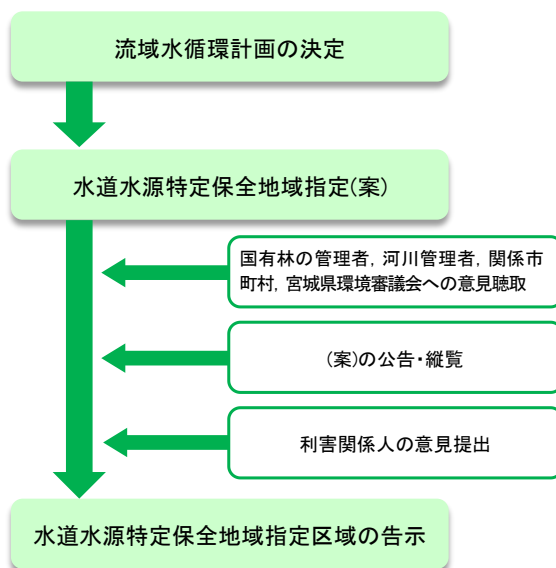 流域水循環計画の決定
水道水源特定保全地域指定(案)
国有林の管理者, 河川管理者, 関係市
町村, 宮城県環境審議会への意見聴取
(案)の公告・縦覧
利害関係人の意見提出
水道水源特定保全地域指定区域の告示